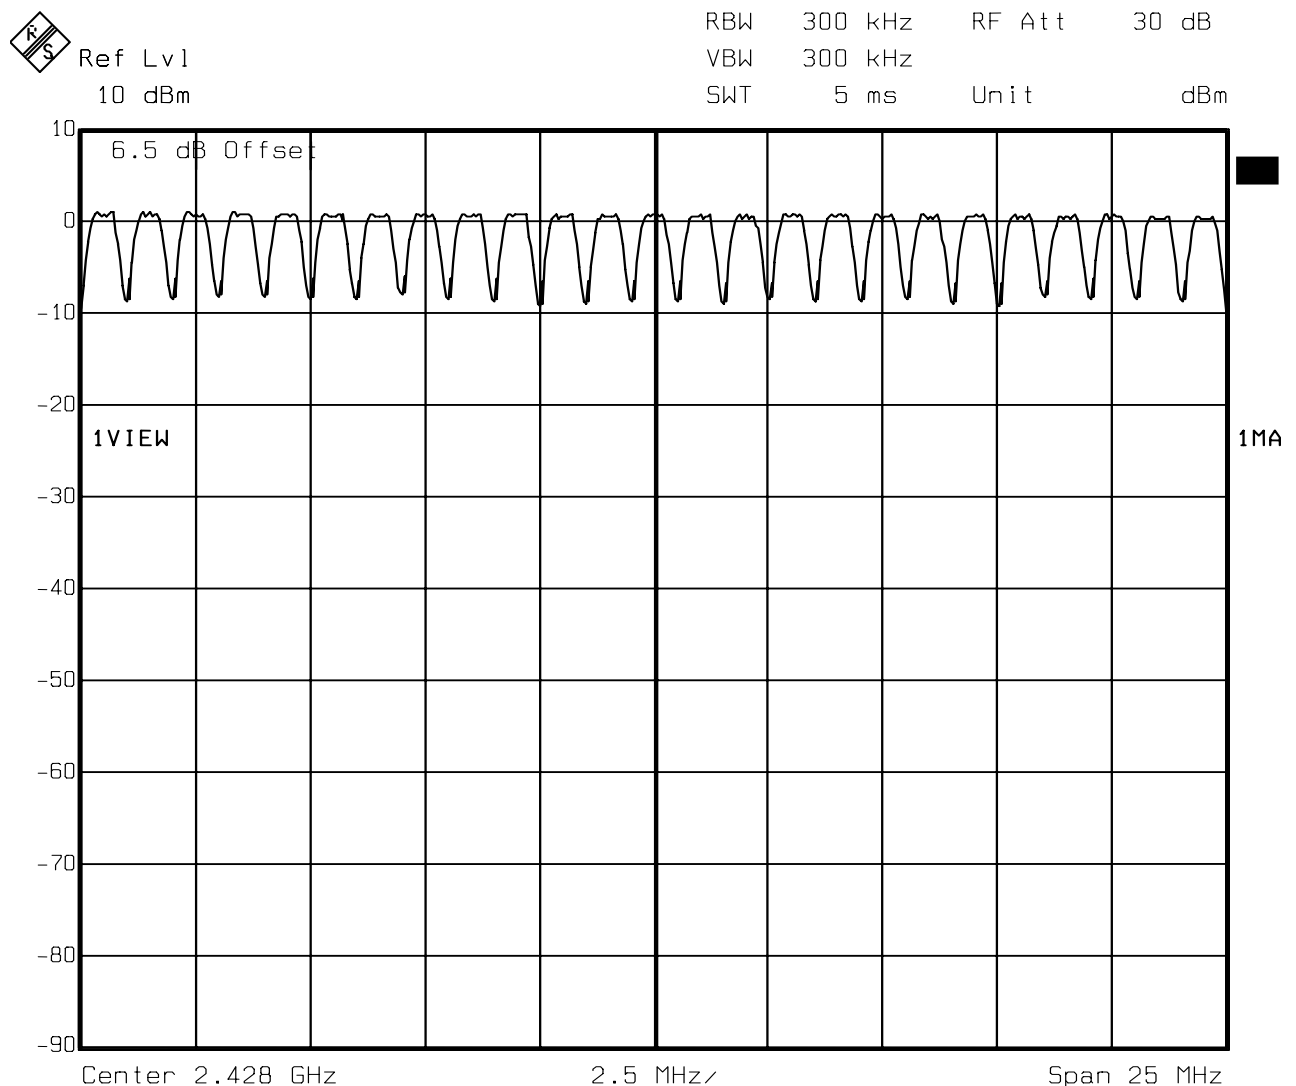 RBW 300 kHz RF Att 30 dB
R S
Ref Lvl VBW 300 kHz
10 dBm SWT 5 ms Unit dBm
10
6.5 dB Offset
0
-10
-20
1VIEW 1MA
-30
-40
-50
-60
-70
-80
-90
Center 2.428 GHz 2.5 MHz/ Span 25 MHz